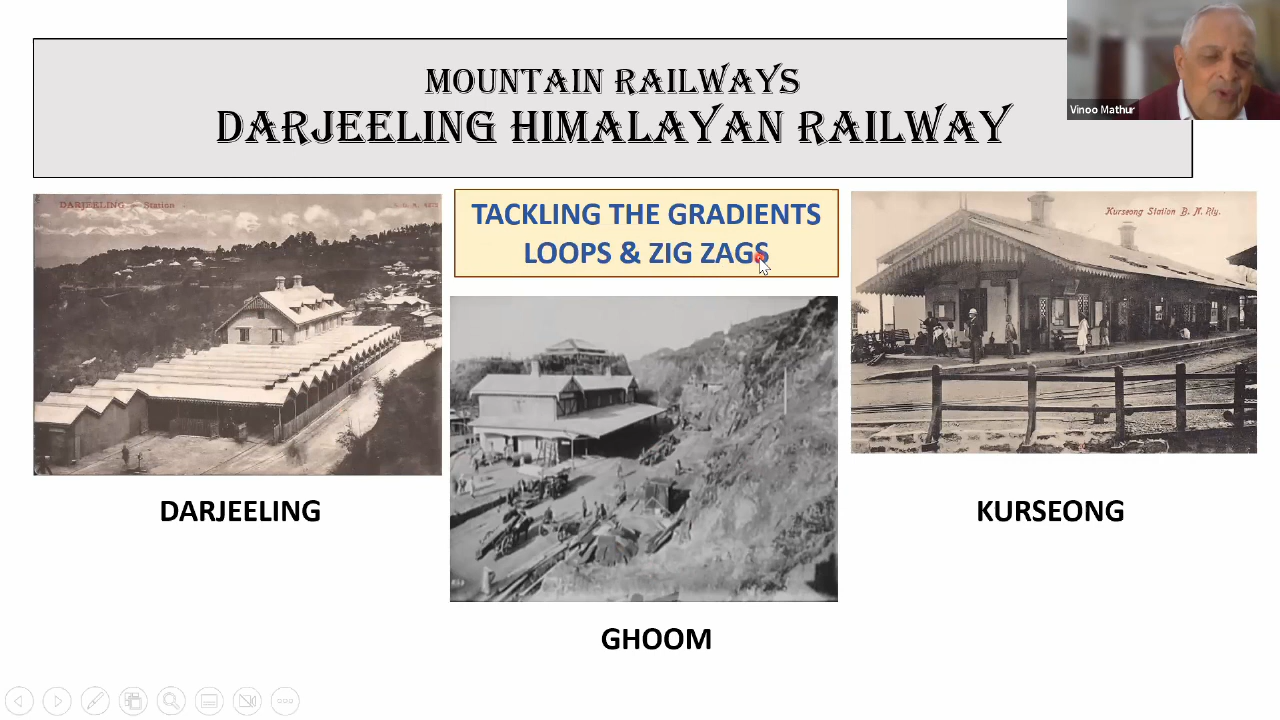 MOUNTAIN RAILWAYS
DARJEELING HIMALAYAN RAILWAY
Vinoo Mathur
DARJEELING Station
TACKLING THE GRADIENTS
LOOPS & ZIG ZAGS
Kurseong Station B. N. Rly.
DARJEELING
KURSEONG
GHOOM